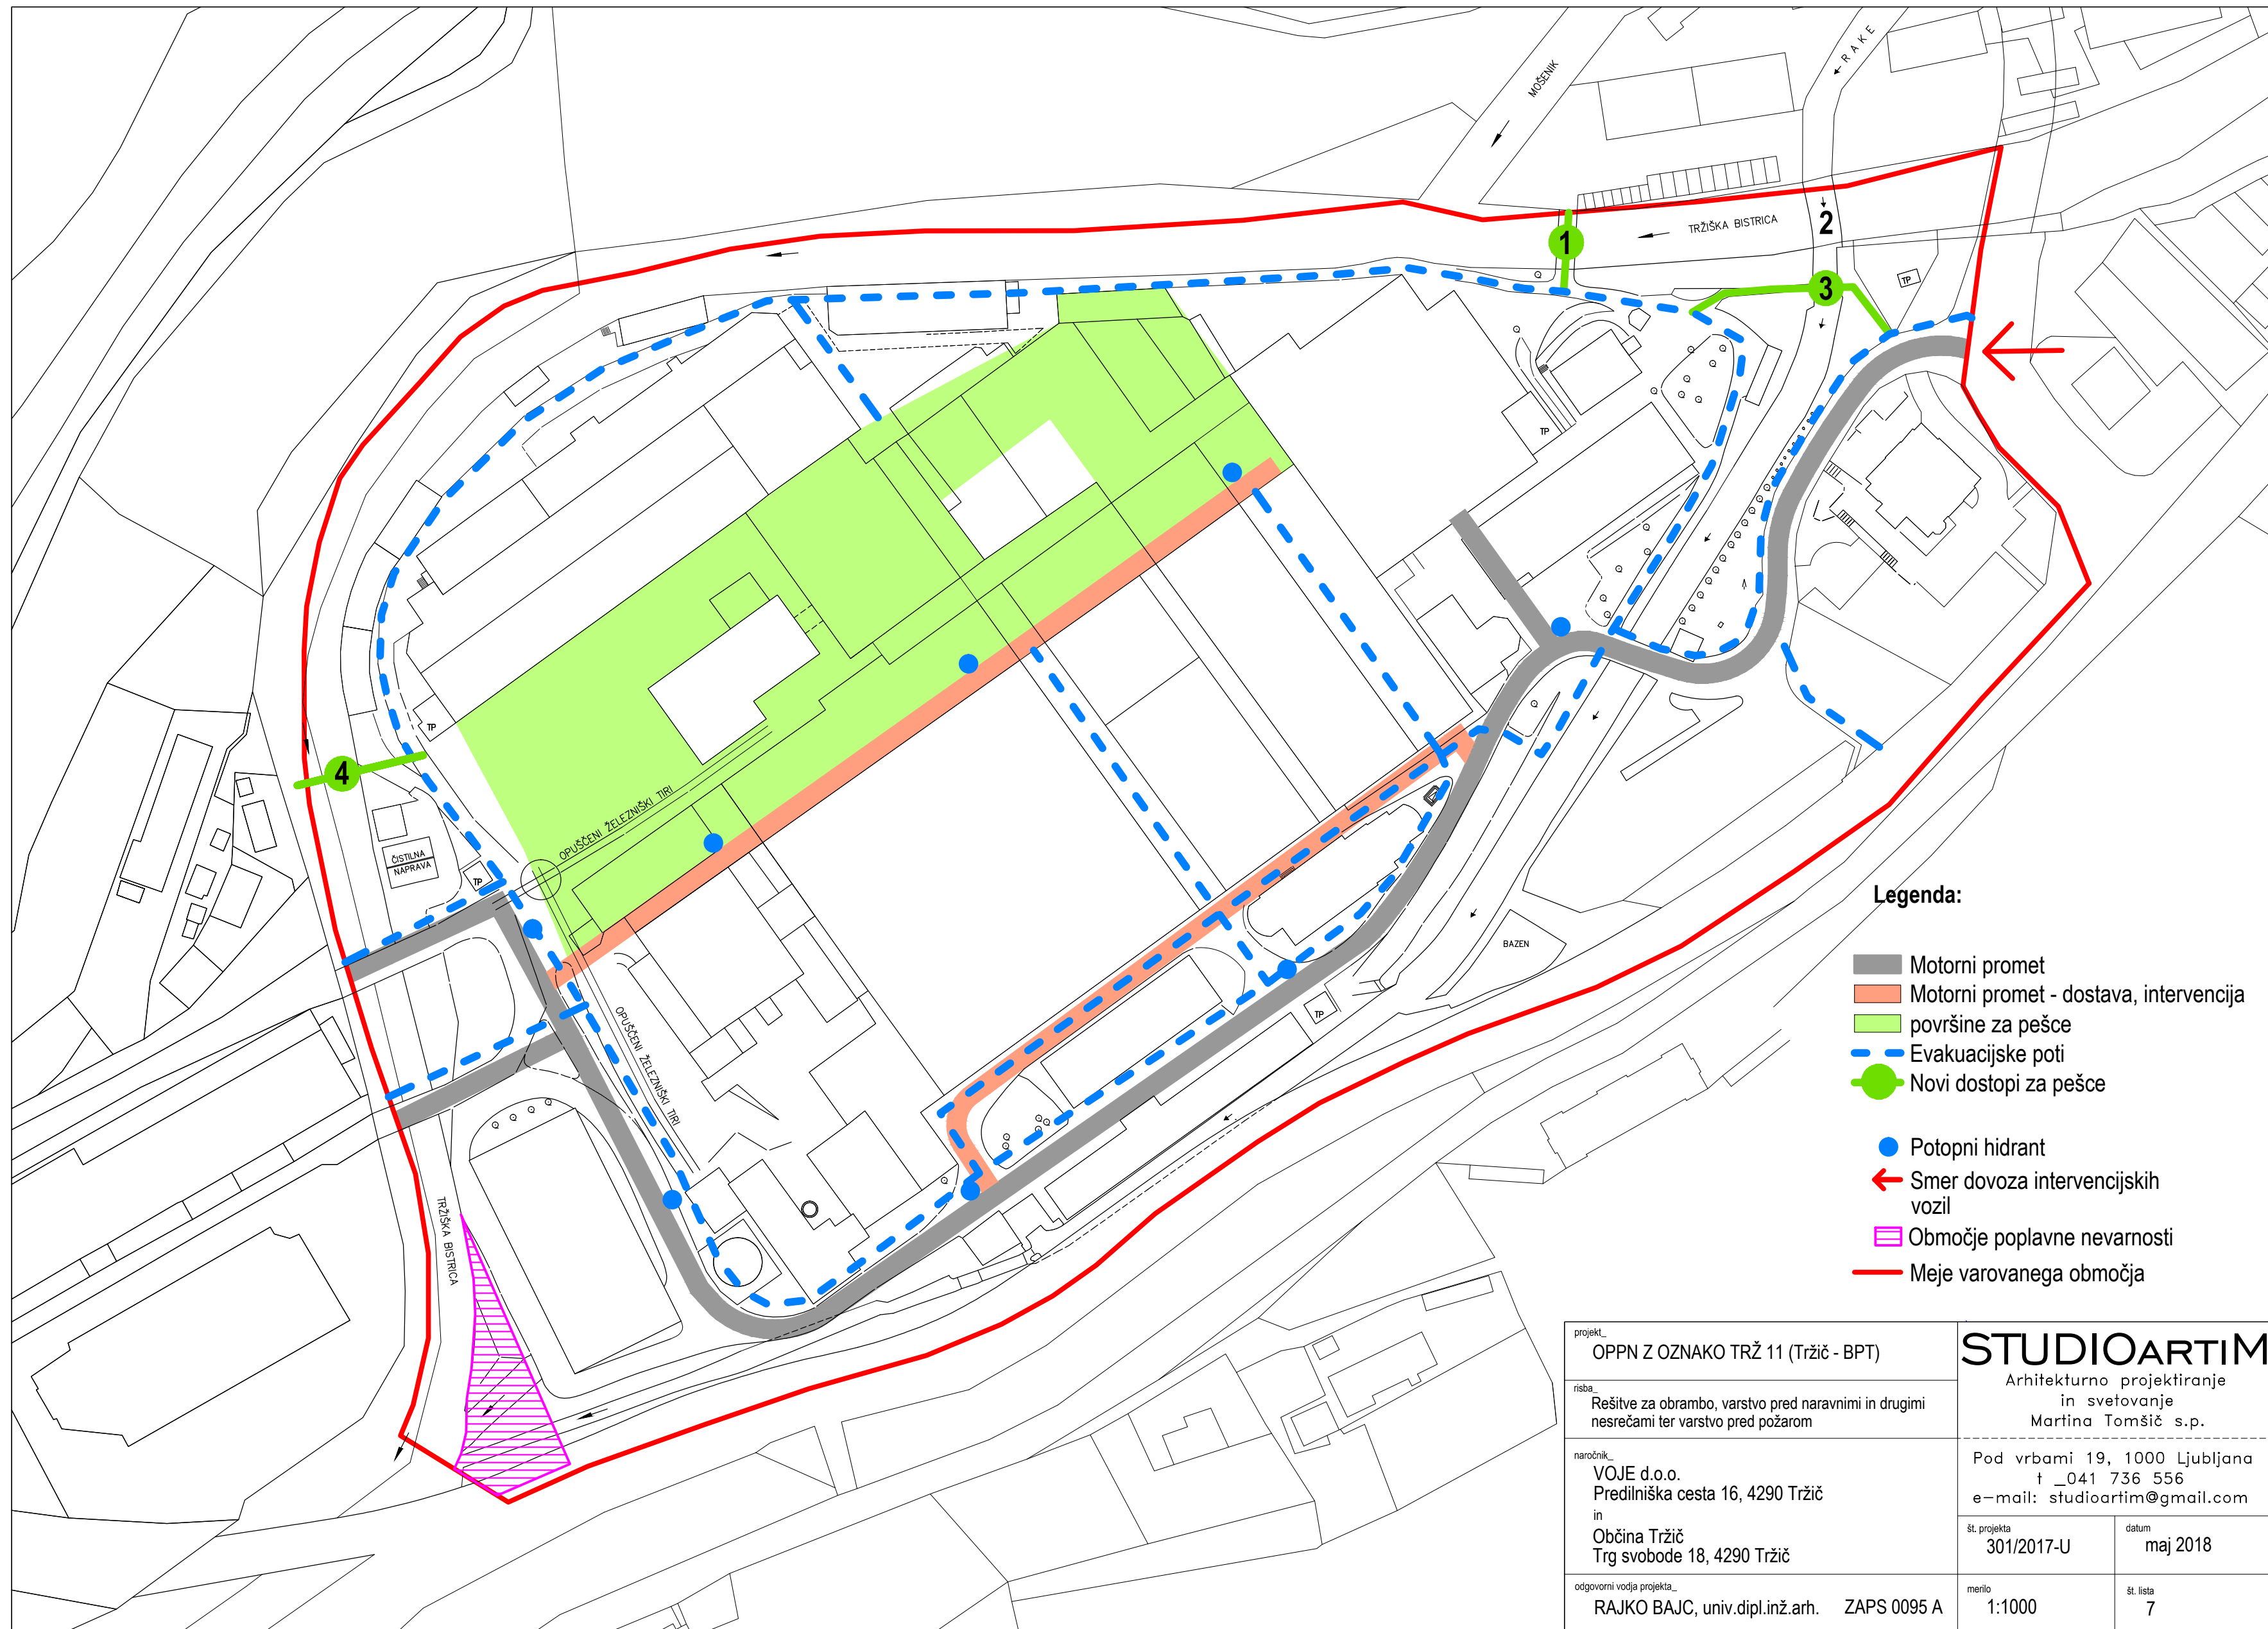 MOŠENIK
RAKE
TRŽIŠKA BISTRICA
1
2
3
TP
TP
TP
4
OPUŠČENI ŽELEZNIŠKI TIRI
ČISTILNA
NAPRAVA
TP
OPUŠČENI ŽELEZNIŠKI TIRI
BAZEN
TP
TRŽIŠKA BISTRICA
Legenda:
Motorni promet
Motorni promet - dostava, intervencija
površine za pešce
Evakuacijske poti
Novi dostopi za pešce
Potopni hidrant
Smer dovoza intervencijskih
vozil
Območje poplavne nevarnosti
Meje varovanega območja
projekt_
OPPN Z OZNAKO TRŽ 11 (Tržič - BPT)
risba_
Rešitve za obrambo, varstvo pred naravnimi in drugimi
nesrečami ter varstvo pred požarom
naročnik_
VOJE d.o.o.
Predilniška cesta 16, 4290 Tržič
in
Občina Tržič
Trg svobode 18, 4290 Tržič
odgovorni vodja projekta_
RAJKO BAJC, univ.dipl.inž.arh. ZAPS 0095 A
STUDIOARTIM
Arhitekturno projektiranje
in svetovanje
Martina Tomšič s.p.
Pod vrbami 19, 1000 Ljubljana
t _041 736 556
e-mail: studioartim@gmail.com
št. projekta
301/2017-U
datum
maj 2018
merilo
1:1000
št. lista
7